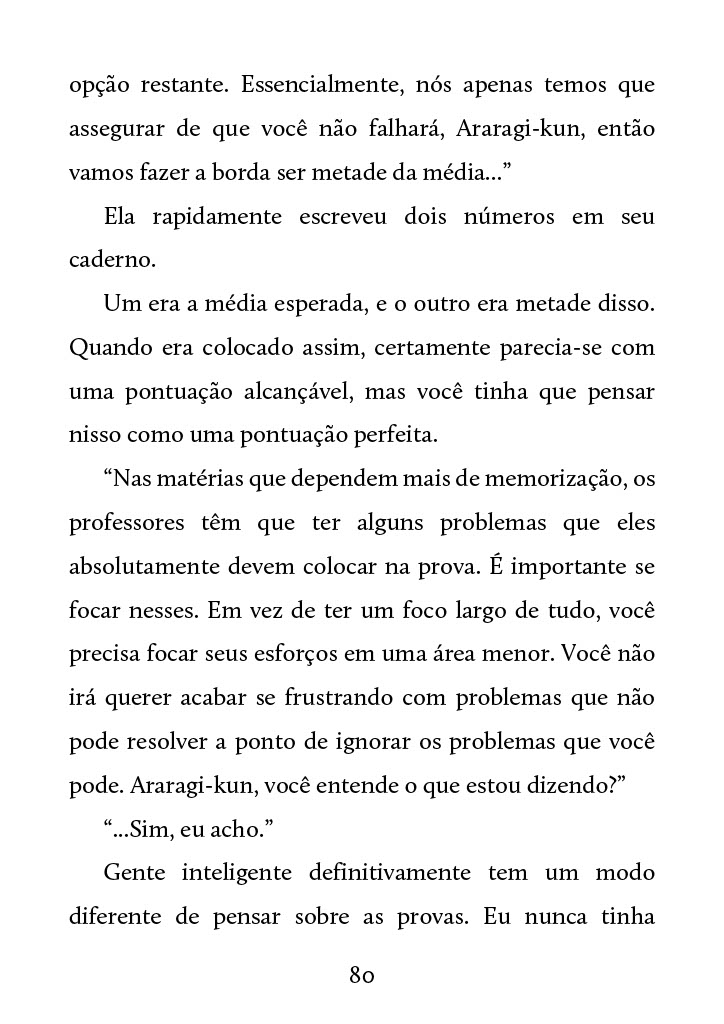 opção restante. Essencialmente, nós apenas temos que
assegurar de que você não falhará, Araragi-kun, então
vamos fazer a borda ser metade da média...”
Ela rapidamente escreveu dois números em seu
caderno.
Um era a média esperada, e o outro era metade disso.
Quando era colocado assim, certamente parecia-se com
uma pontuação alcançável, mas você tinha que pensar
nisso como uma pontuação perfeita.
“Nas matérias que dependem mais de memorização, os
professores têm que ter alguns problemas que eles
absolutamente devem colocar na prova. É importante se
focar nesses. Em vez de ter um foco largo de tudo, você
precisa focar seus esforços em uma área menor. Você não
irá querer acabar se frustrando com problemas que não
pode resolver a ponto de ignorar os problemas que você
pode. Araragi-kun, você entende o que estou dizendo?”
“...Sim, eu acho.”
Gente inteligente definitivamente tem um modo
diferente de pensar sobre as provas. Eu nunca tinha
80